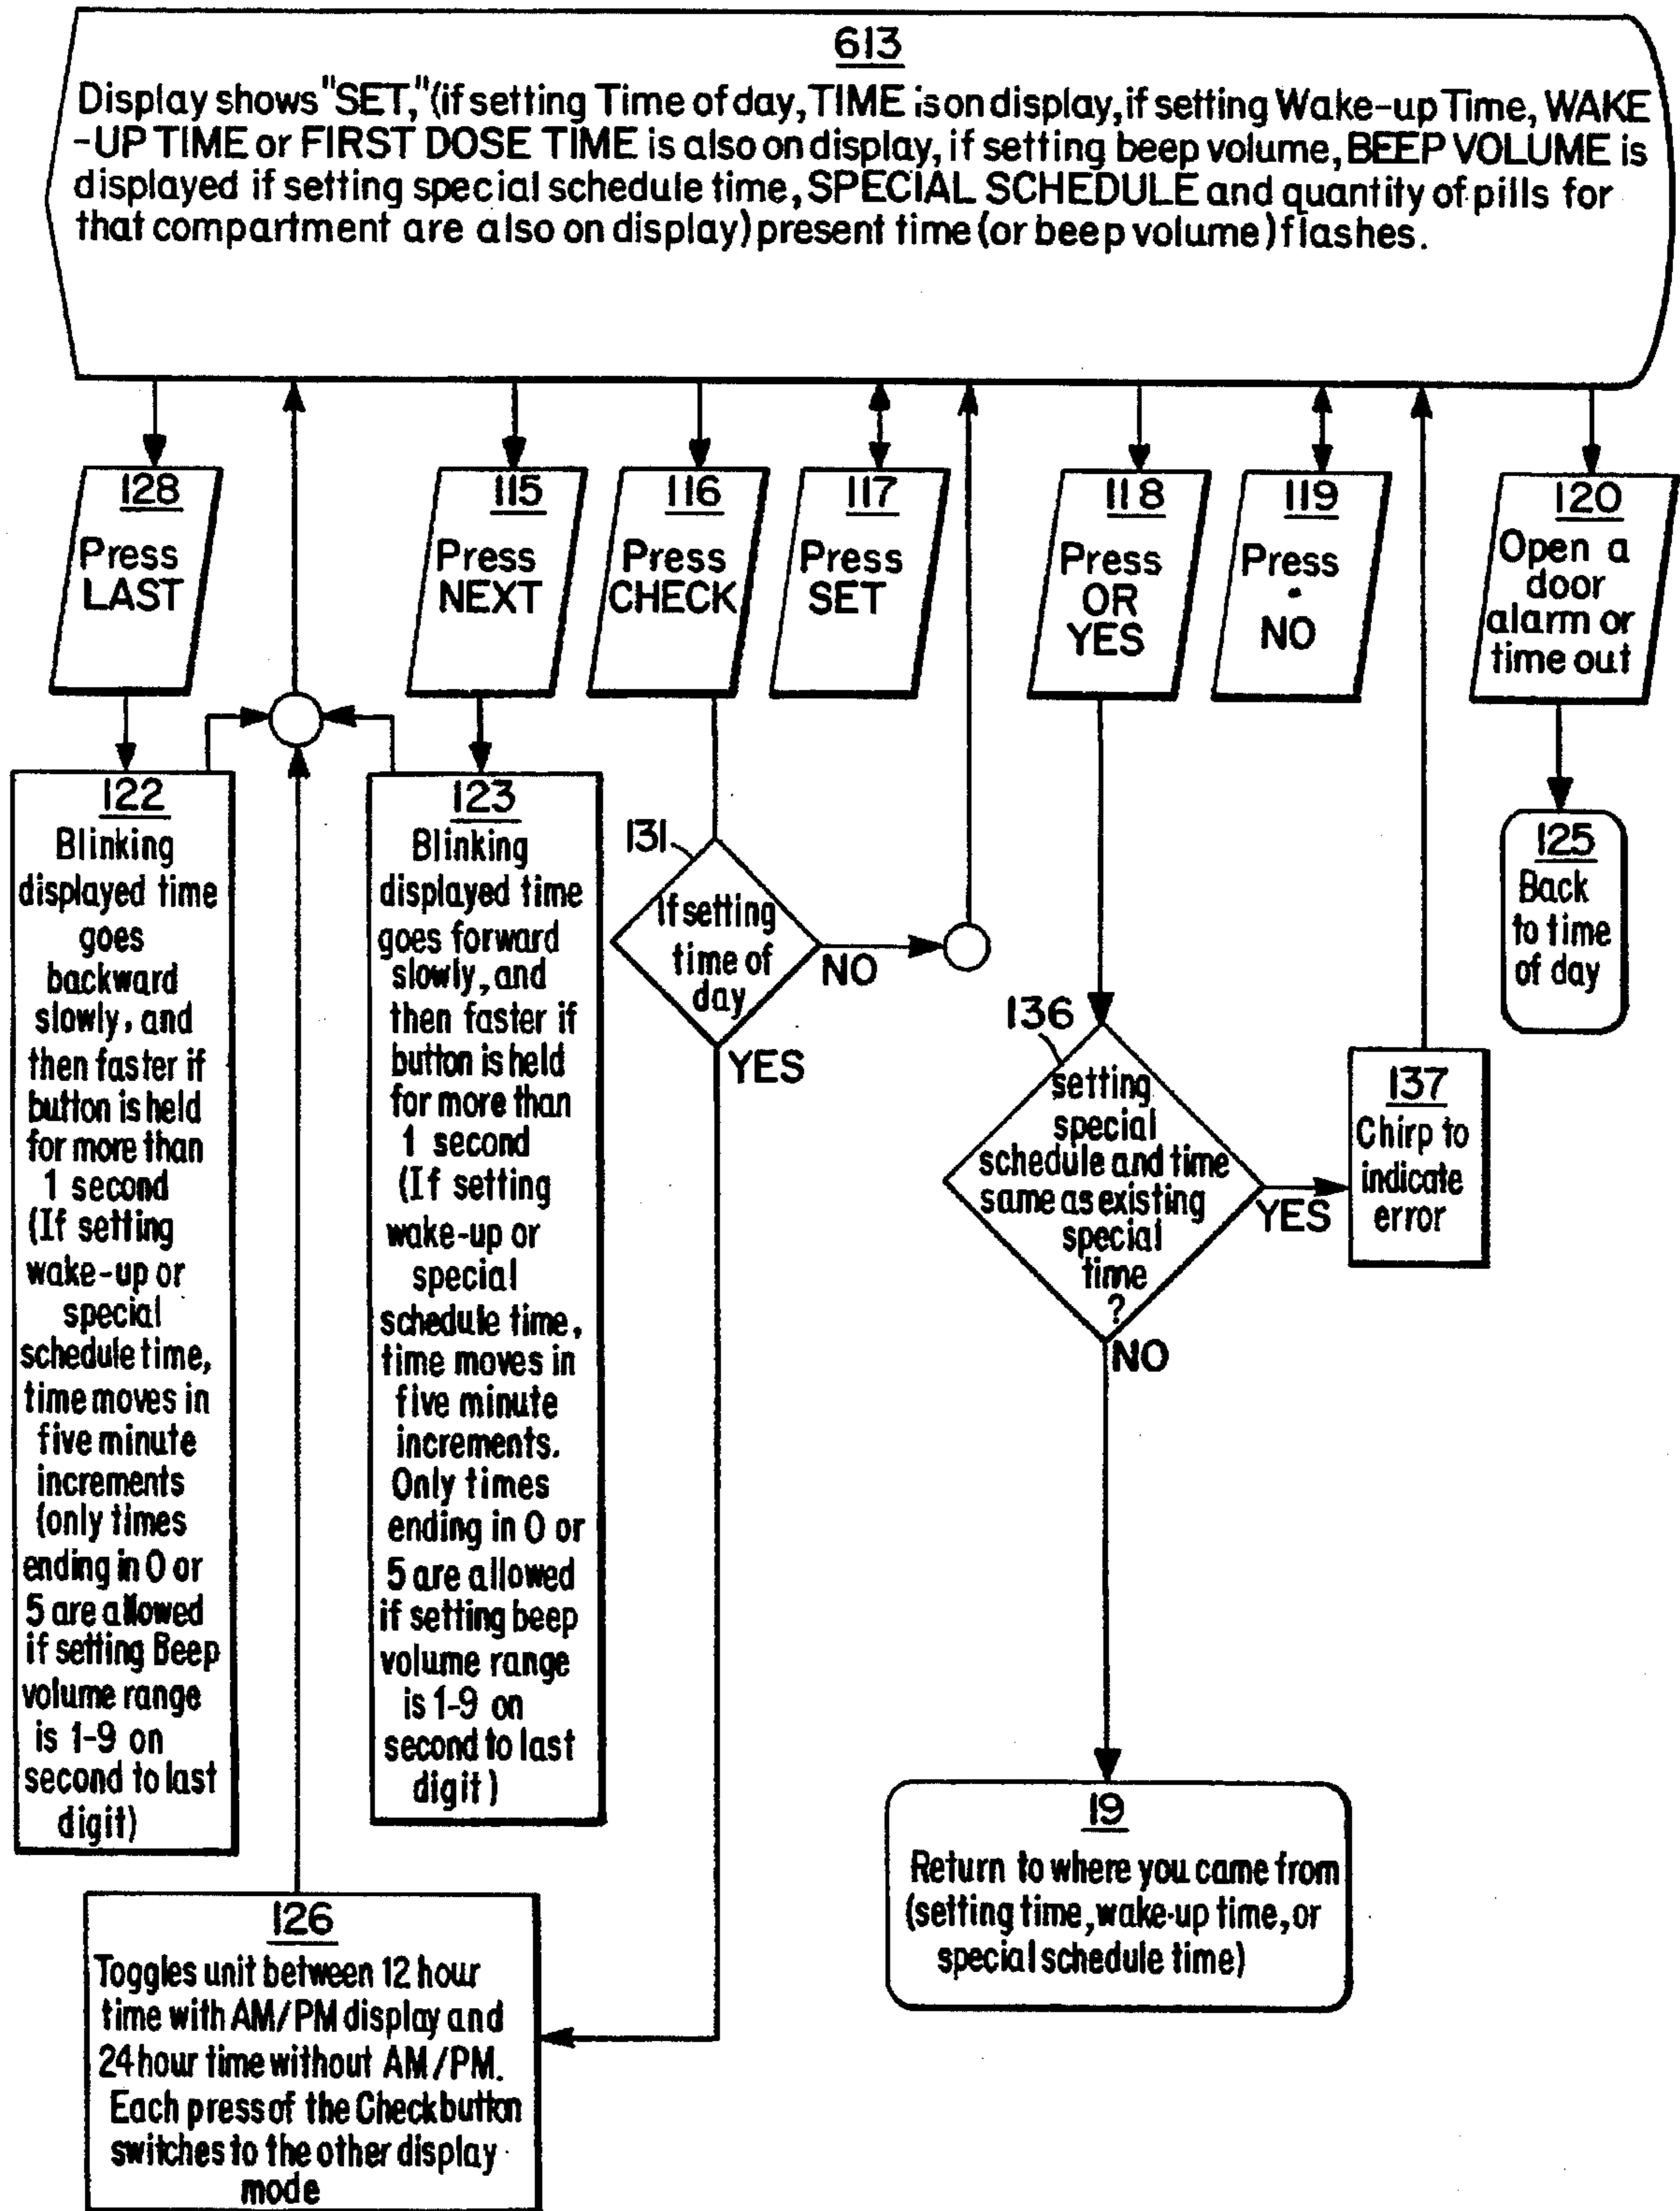 613
Display shows "SET," (if setting Time of day, TIME is on display, if setting Wake-up Time, WAKE
-UP TIME or FIRST DOSE TIME is also on display, if setting beep volume, BEEP VOLUME is
displayed if setting special schedule time, SPECIAL SCHEDULE and quantity of pills for
that compartment are also on display) present time (or beep volume) flashes.
128
Press
LAST
115
Press
NEXT
116
Press
CHECK
117
Press
SET
118
Press
OR
YES
119
Press
NO
120
Open a
door
alarm or
time out
122
Blinking
displayed time
goes
backward
slowly, and
then faster if
button is held
for more than
1 second
(If setting
wake-up or
special
schedule time,
time moves in
five minute
increments
(only times
ending in 0 or
5 are allowed
if setting Beep
volume range
is 1-9 on
second to last
digit)
123
Blinking
displayed time
goes forward
slowly, and
then faster if
button is held
for more than
1 second
(If setting
wake-up or
special
schedule time,
time moves in
five minute
increments.
Only times
ending in 0 or
5 are allowed
if setting beep
volume range
is 1-9 on
second to last
digit)
131
If setting
time of
day
NO
YES
125
Back
to time
of day
136
setting
special
schedule and time
same as existing
special
time
?
YES
NO
137
Chirp to
indicate
error
19
Return to where you came from
(setting time, wake-up time, or
special schedule time)
126
Toggles unit between 12 hour
time with AM/PM display and
24 hour time without AM/PM.
Each press of the Check button
switches to the other display
mode